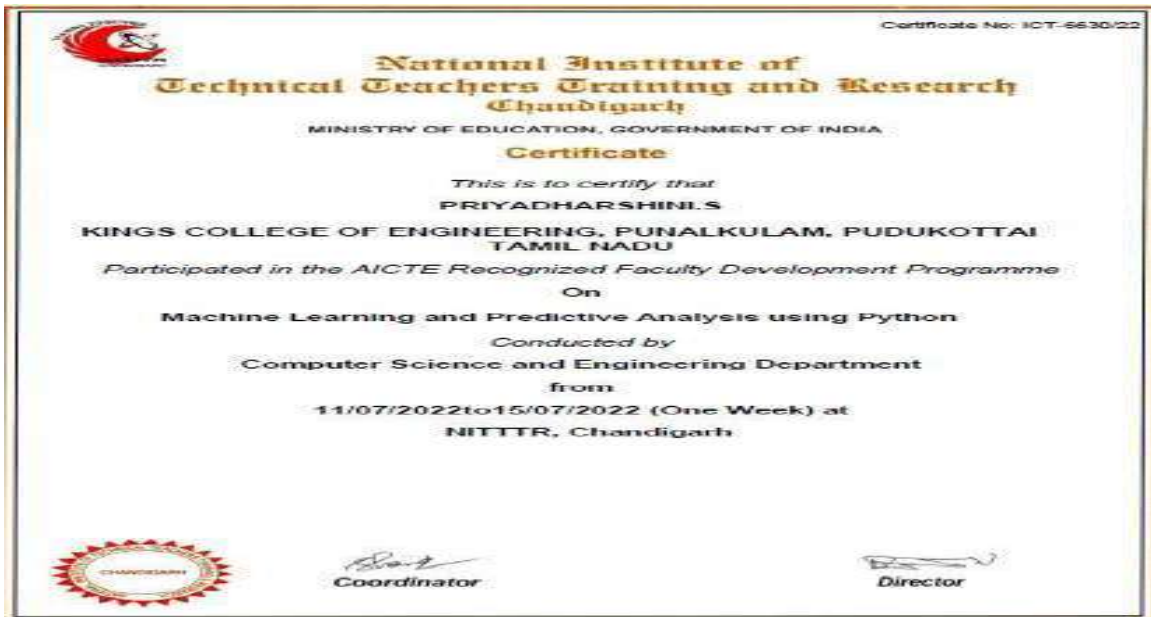 Certificate No: ICT-5530/22
National Institute of
Technical Teachers Training and Research
Chandigarh
MINISTRY OF EDUCATION, GOVERNMENT OF INDIA
Certificate
This is to certify that
PRIYADHARSHINI.S
KINGS COLLEGE OF ENGINEERING, PUNALKULAM, PUDUKOTTAI
TAMIL NADU
Participated in the AICTE Recognized Faculty Development Programme
On
Machine Learning and Predictive Analysis using Python
Conducted by
Computer Science and Engineering Department
from
11/07/2022to15/07/2022 (One Week) at
NITTTR, Chandigarh
CHANDIGARH
Coordinator
Director